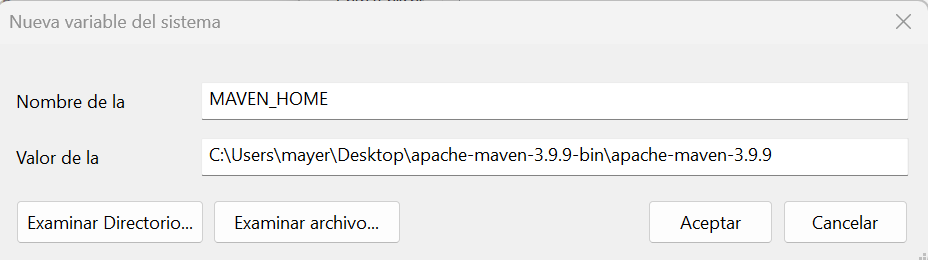 Nueva variable del sistema
Nombre de la
MAVEN_HOME
Valor de la
C:\Users\mayer\Desktop\apache-maven-3.9.9-bin\apache-maven-3.9.9
Examinar Directorio...
Examinar archivo...
Aceptar
Cancelar